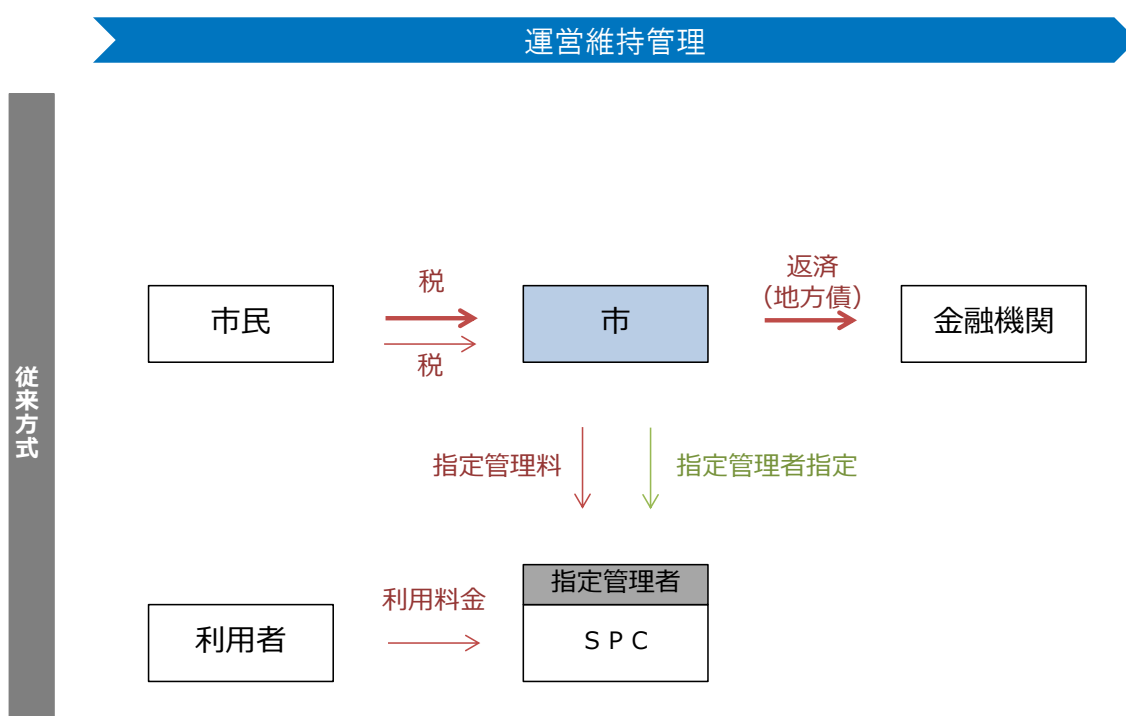 運営維持管理
従来方式
税
返済
（地方債）
市民
市
金融機関
税
指定管理料
指定管理者指定
指定管理者
利用料金
利用者
ＳＰＣ